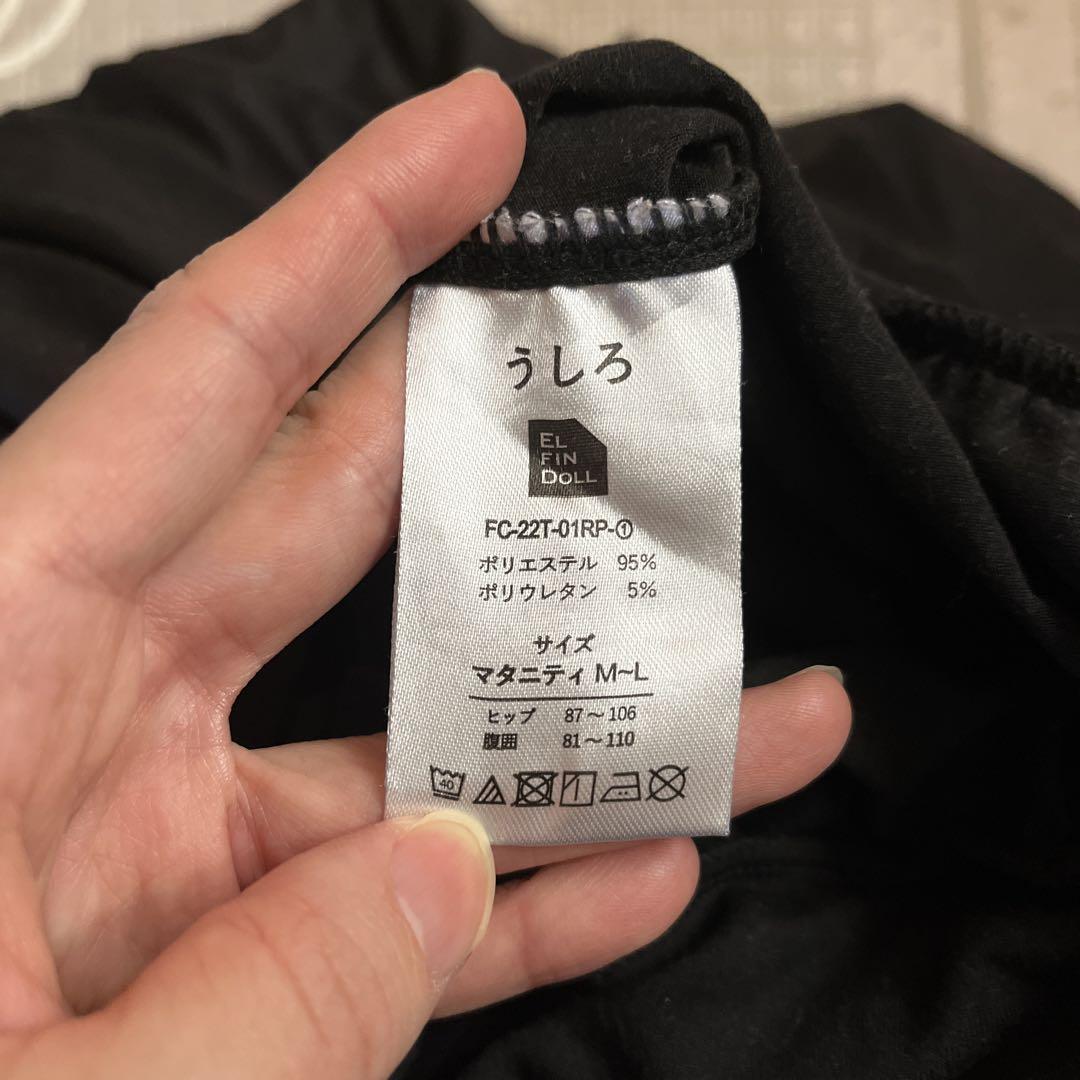 うしろ
EL
FIN
DOLL
FC-22T-01RP-①
ポリエステル 95%
ポリウレタン 5%
サイズ
マタニティ M~L
ヒップ 87～106
腹囲 81～110
40